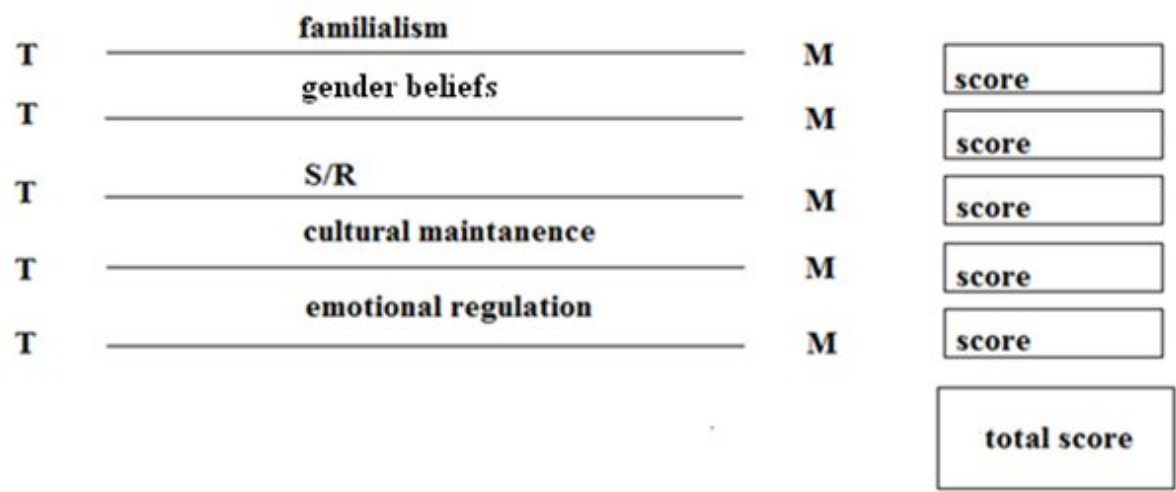 familialism
T M
score
gender beliefs
T M
score
S/R
T M
score
cultural maintanence
T M
score
emotional regulation
T M
score
total score